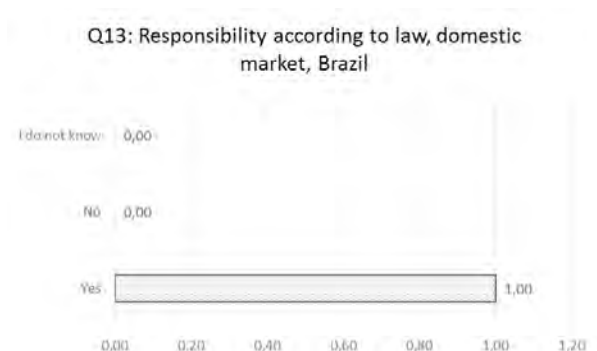 Q13: Responsibility according to law, domestic
market, Brazil
I do not know 0,00
No 0,00
Yes 1,00
0,00 0,20 0,40 0,60 0,80 1,00 1,20